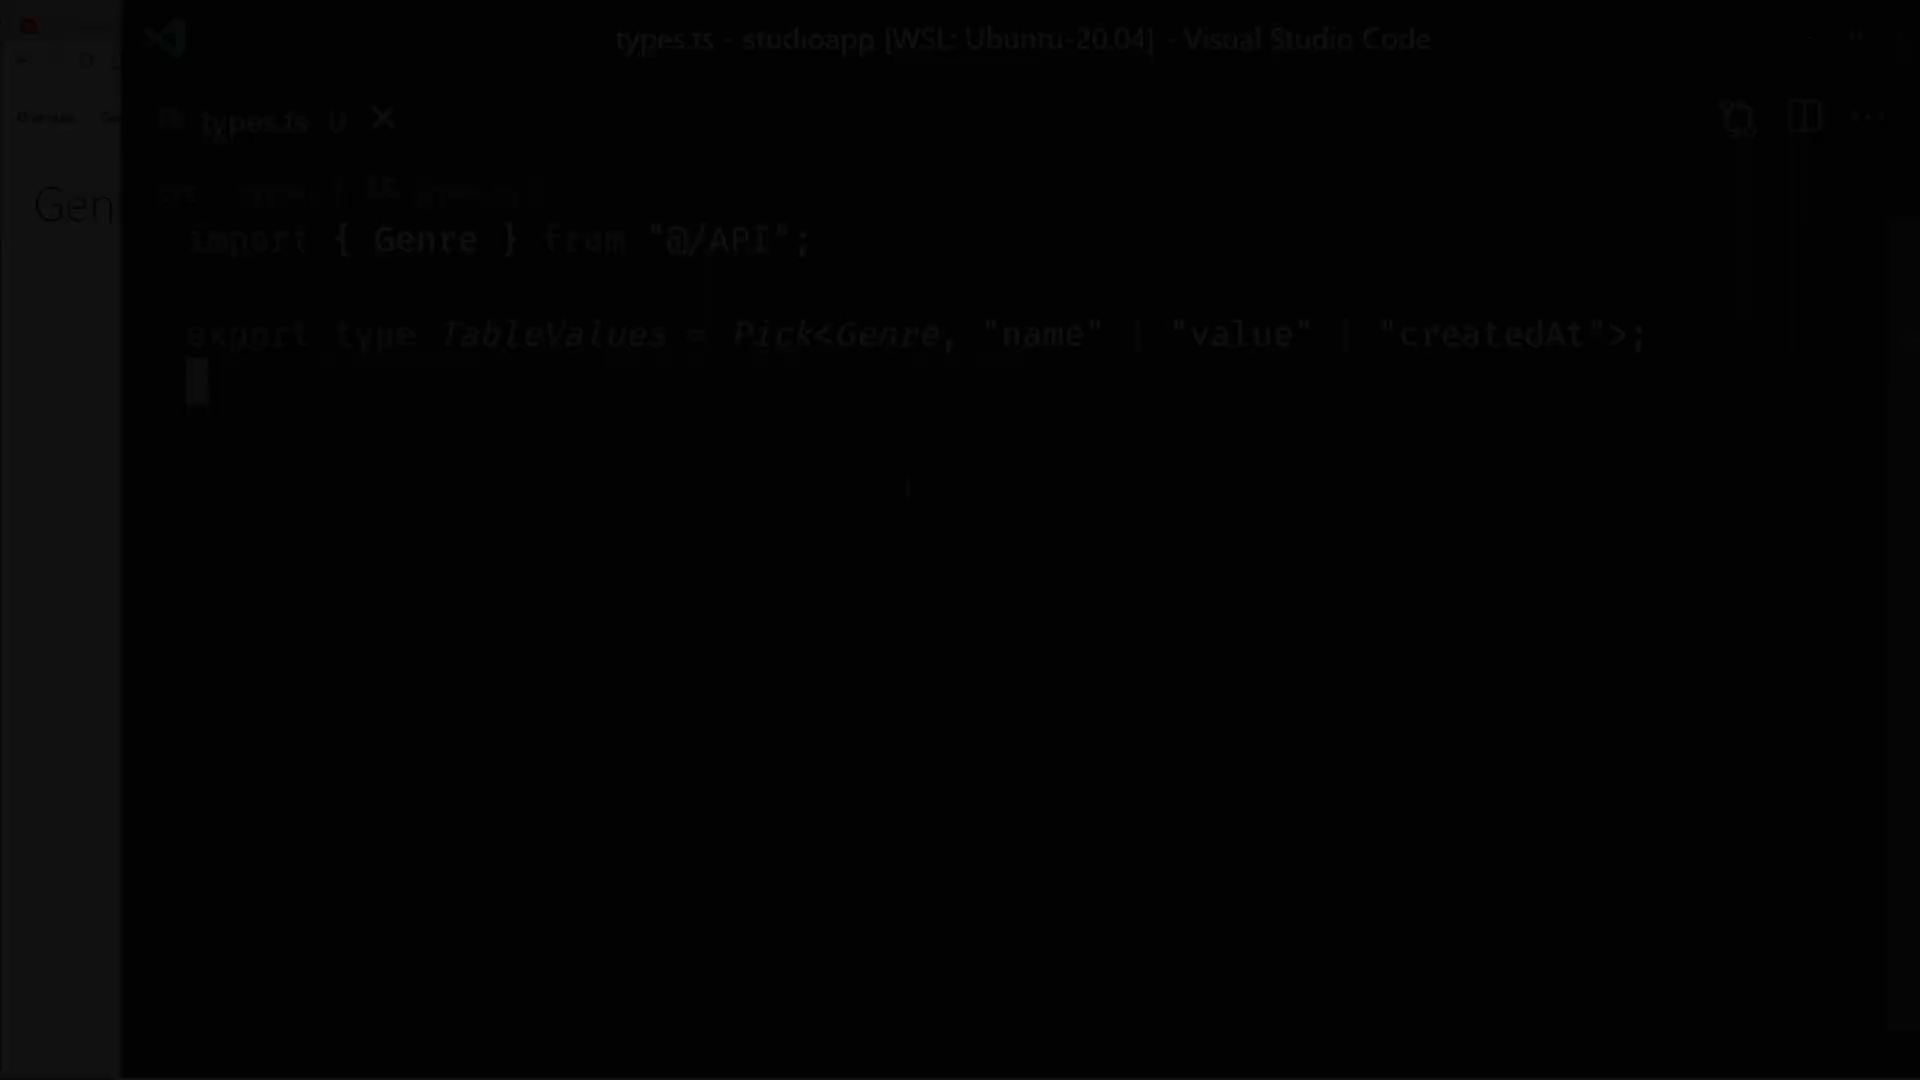 types.ts - studioapp [WSL: Ubuntu-20.04] - Visual Studio Code
types.ts U
Gen
import { Genre } from "@/API";
export type TableValues = Pick<Genre, "name" | "value" | "createdAt">;